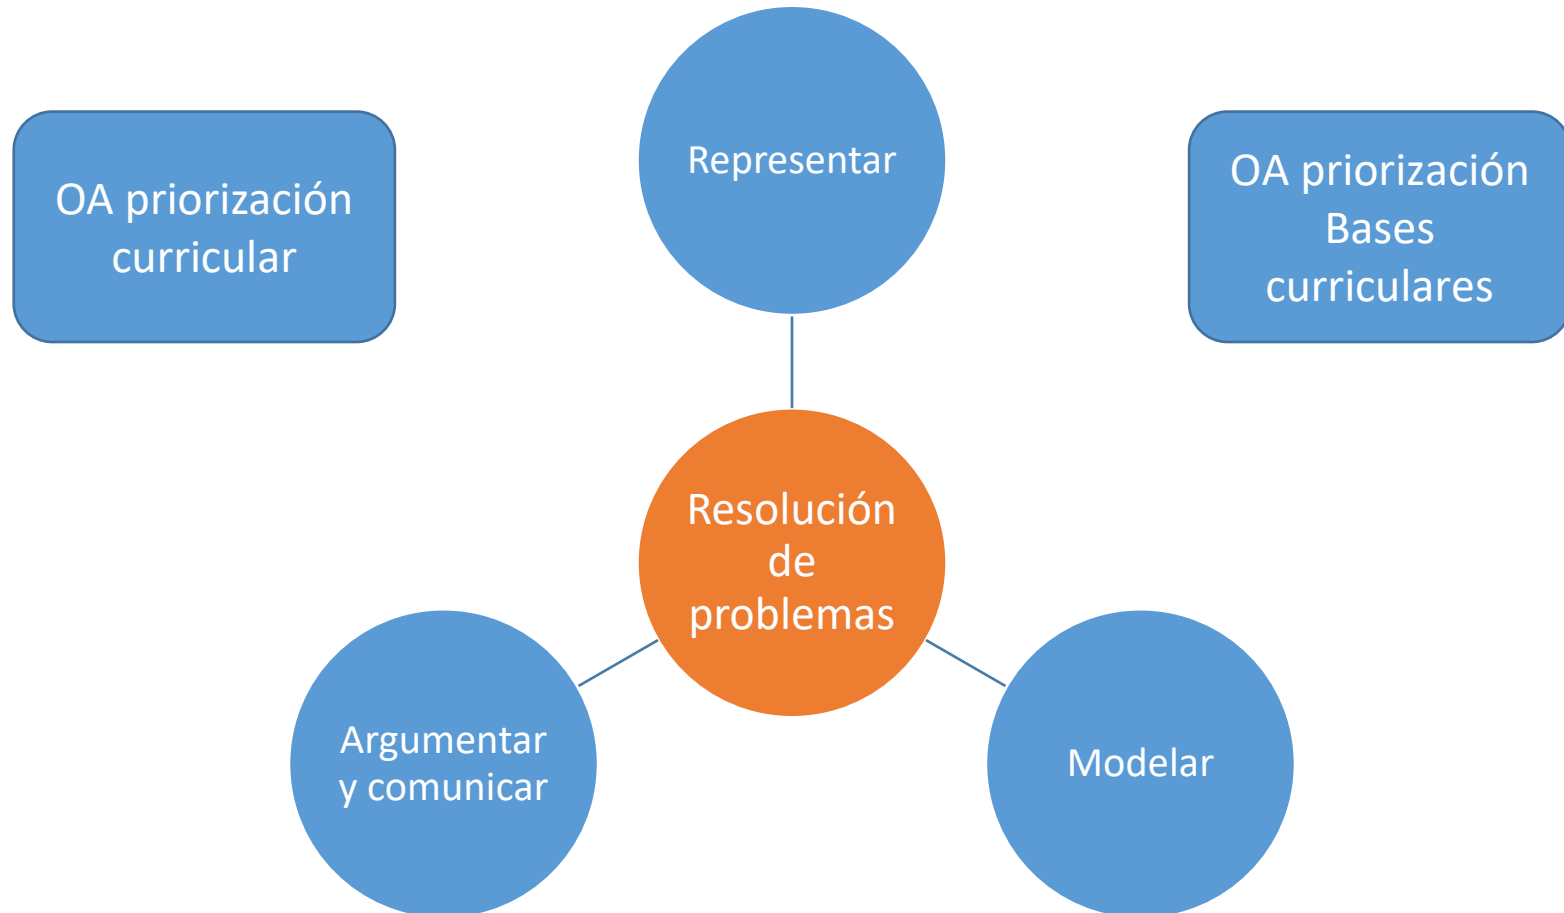 Representar
OA priorización
curricular
OA priorización
Bases
curriculares
Resolución
de
problemas
Argumentar
y comunicar
Modelar